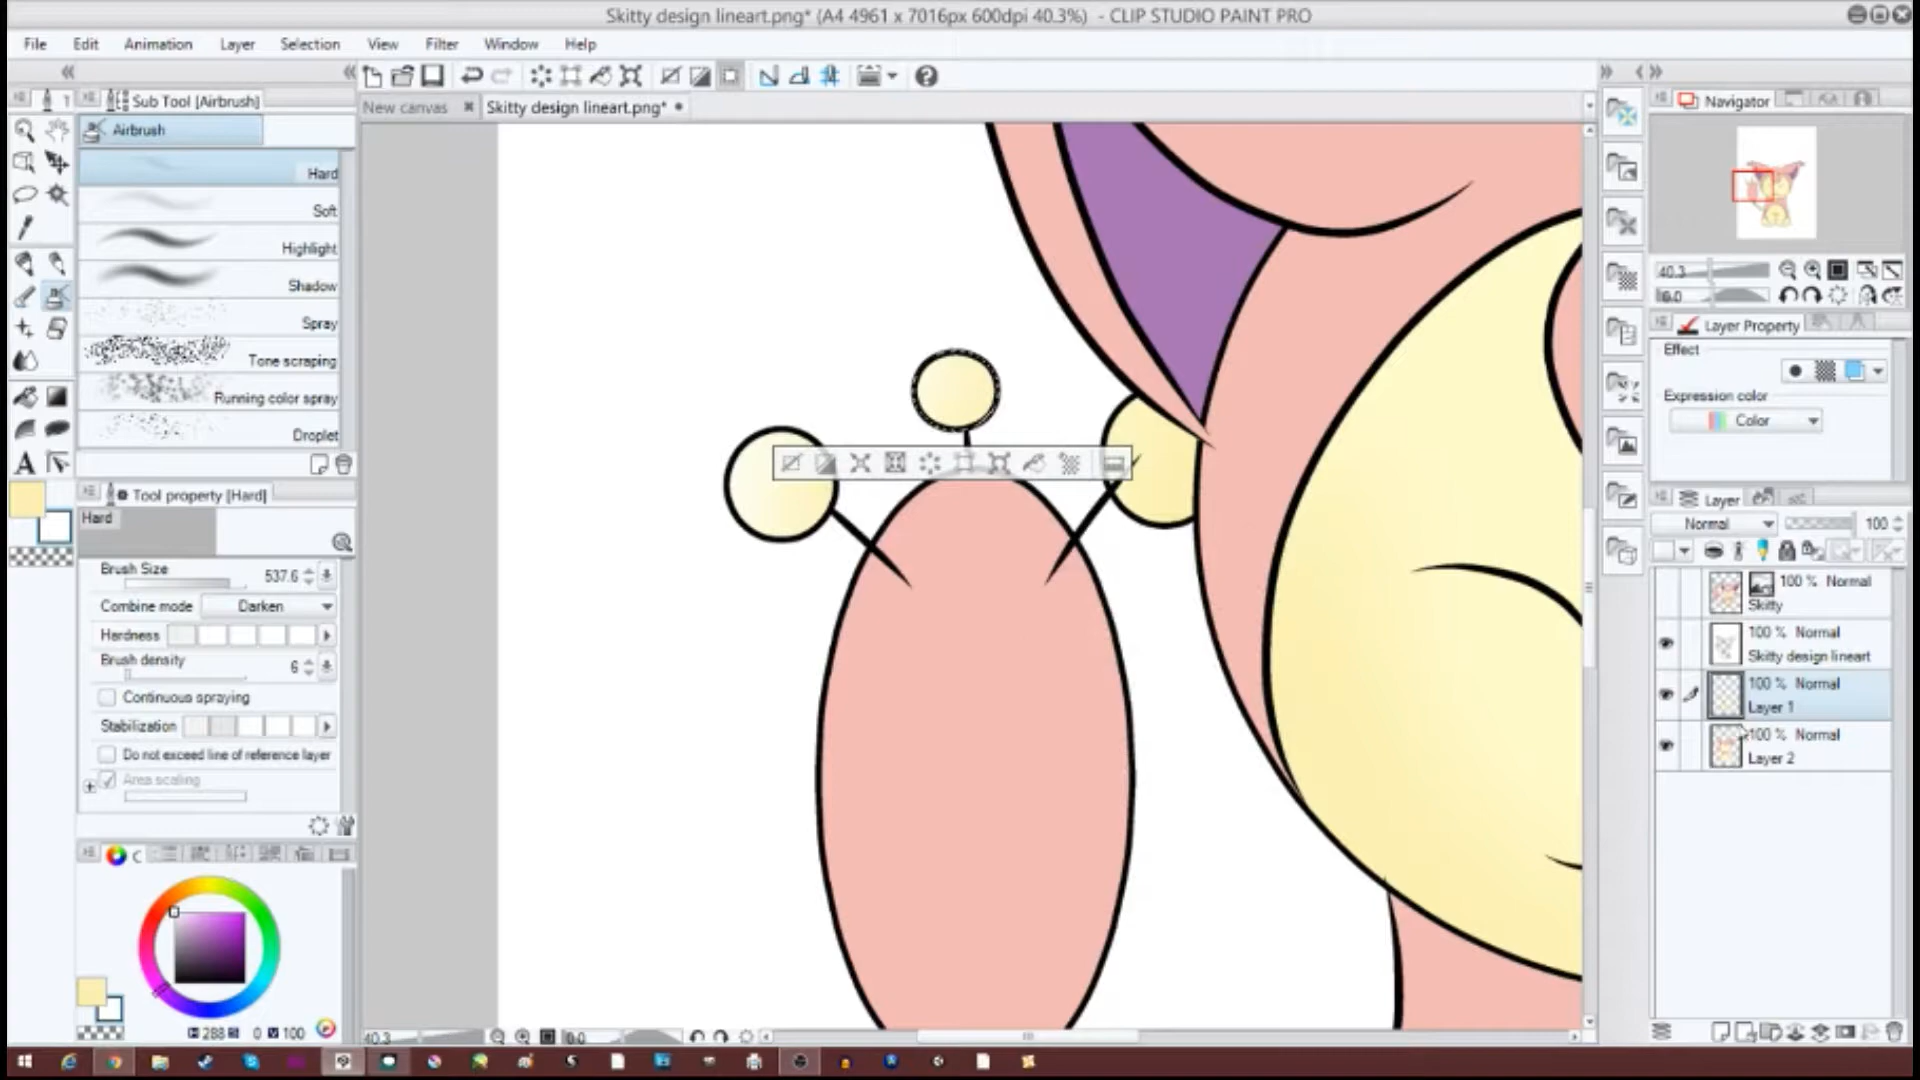 Skitty design lineart.png* (A4 4961 x 7016px 600dpi 40.3%) - CLIP STUDIO PAINT PRO
File Edit Animation Layer Selection View Filter Window Help
Sub Tool [Airbrush]
Airbrush
Hard
Soft
Highlight
Shadow
Spray
Tone scraping
Running color spray
Droplet
Tool property [Hard]
Hard
Brush Size 537.6
Combine mode Darken
Hardness
Brush density 6
Continuous spraying
Stabilization
Do not exceed line of reference layer
Area scaling
288 0 100
New canvas Skitty design lineart.png*
40.3 0.0
Navigator
40.3
0.0
Layer Property
Effect
Expression color
Color
Layer
Normal 100
100 % Normal
Skitty
100 % Normal
Skitty design lineart
100 % Normal
Layer 1
100 % Normal
Layer 2